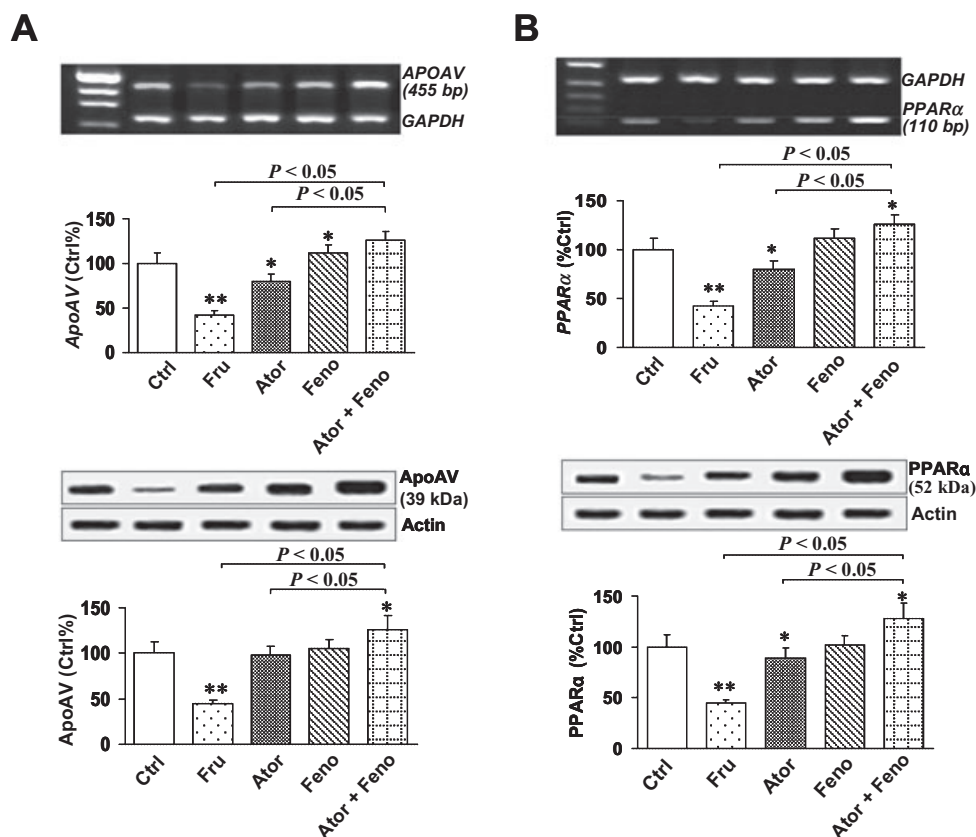 A
APOAV
(455 bp)
GAPDH
P < 0.05
P < 0.05
ApoAV (Ctrl%)
150
100
50
0
*
*
**
Ctrl
Fru
Ator
Feno
Ator + Feno
ApoAV
(39 kDa)
Actin
P < 0.05
P < 0.05
ApoAV (Ctrl%)
150
100
50
0
*
**
Ctrl
Fru
Ator
Feno
Ator + Feno
B
GAPDH
PPARα
(110 bp)
P < 0.05
P < 0.05
PPARα (%Ctrl)
150
100
50
0
*
*
**
Ctrl
Fru
Ator
Feno
Ator + Feno
PPARα
(52 kDa)
Actin
P < 0.05
P < 0.05
PPARα (%Ctrl)
150
100
50
0
*
*
**
Ctrl
Fru
Ator
Feno
Ator + Feno